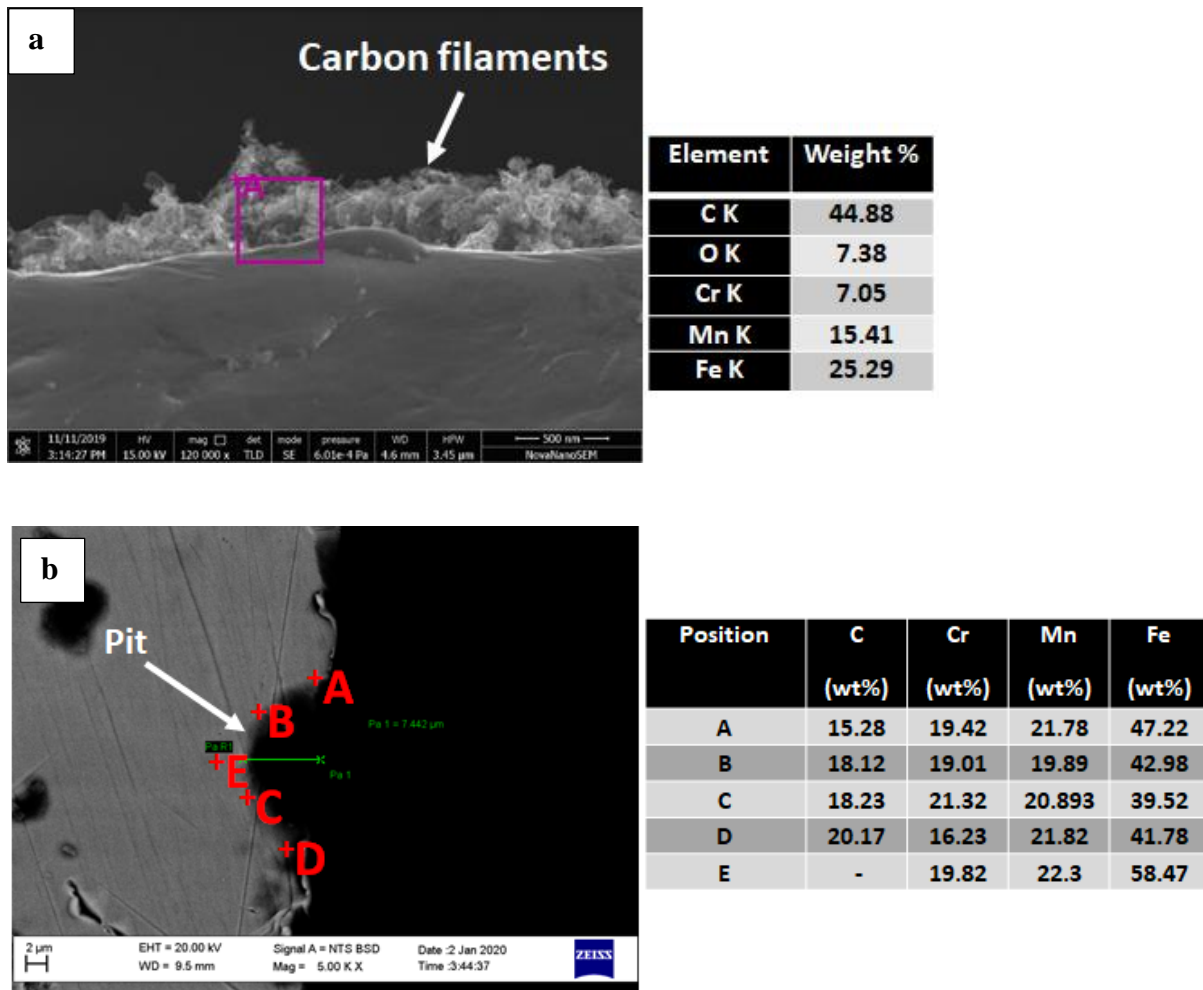 a
Carbon filaments
A
Element Weight %
C K 44.88
O K 7.38
Cr K 7.05
Mn K 15.41
Fe K 25.29
11/11/2019 HV mag □ det mode pressure WD HFW 500 nm
3:14:27 PM 15.00 kV 120 000 x TLD SE 6.01e-4 Pa 4.6 mm 3.45 µm NovaNanoSEM
b
Pit
A
B
Pa 1 = 7.442 µm
Pa R1
E
Pa 1
C
D
2 µm EHT = 20.00 kV Signal A = NTS BSD Date :2 Jan 2020 ZEISS
WD = 9.5 mm Mag = 5.00 K X Time :3:44:37
Position C Cr Mn Fe
(wt%) (wt%) (wt%) (wt%)
A 15.28 19.42 21.78 47.22
B 18.12 19.01 19.89 42.98
C 18.23 21.32 20.893 39.52
D 20.17 16.23 21.82 41.78
E - 19.82 22.3 58.47